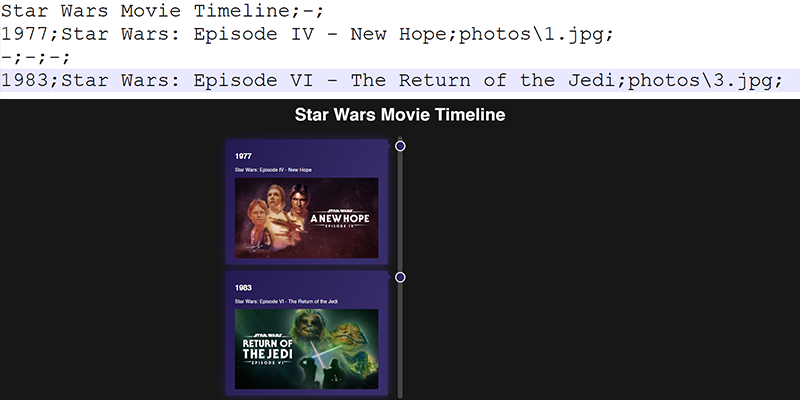 Star Wars Movie Timeline;-;
1977;Star Wars: Episode IV - New Hope;photos\1.jpg;
-;-;-;
1983;Star Wars: Episode VI - The Return of the Jedi;photos\3.jpg;
Star Wars Movie Timeline
1977
Star Wars: Episode IV - New Hope
STAR WARS
A NEW HOPE
EPISODE IV
1983
Star Wars: Episode VI - The Return of the Jedi
STAR WARS
RETURN OF
THE JEDI
EPISODE VI